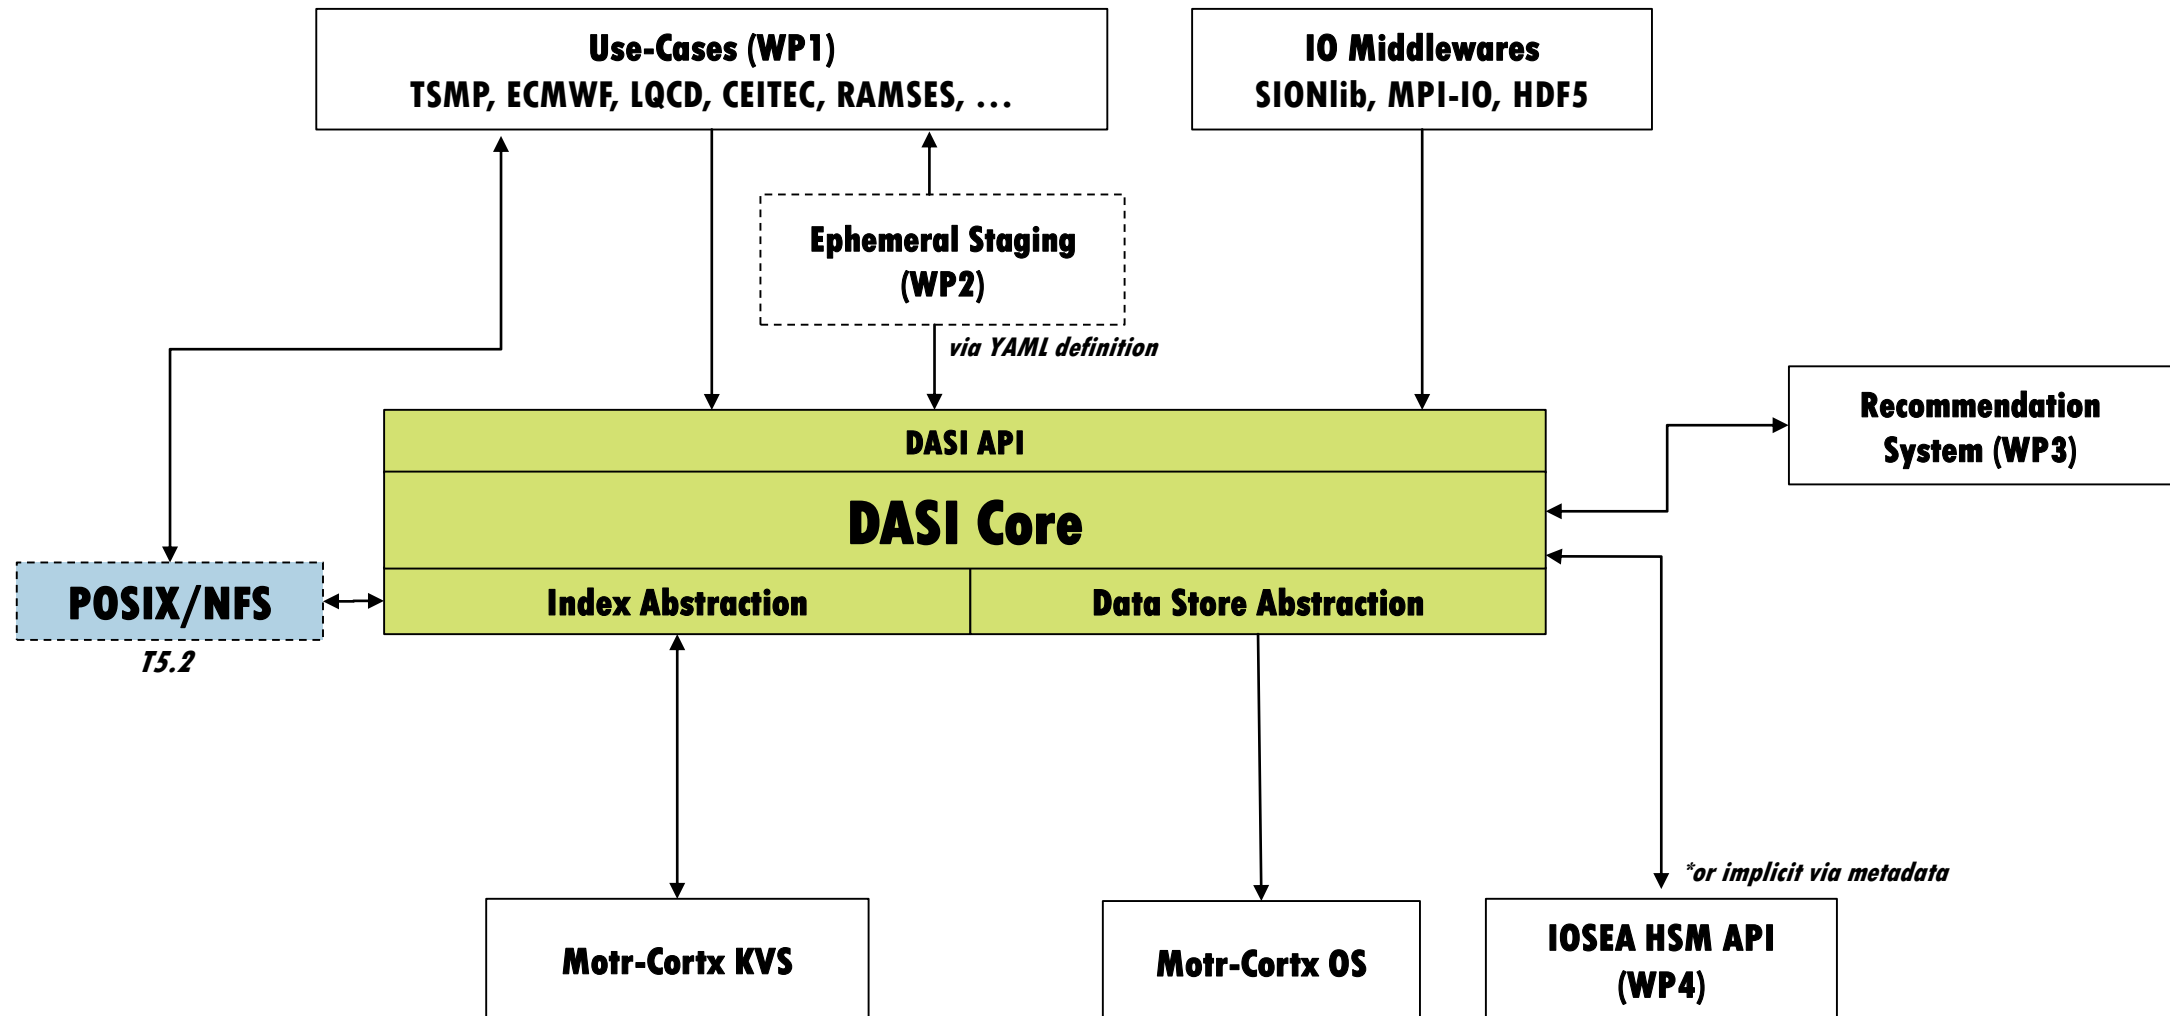 Use-Cases (WP1)
TSMP, ECMWF, LQCD, CEITEC, RAMSES, ...
IO Middlewares
SIONlib, MPI-IO, HDF5
Ephemeral Staging
(WP2)
via YAML definition
Recommendation
System (WP3)
DASI API
DASI Core
POSIX/NFS
T5.2
Index Abstraction
Data Store Abstraction
*or implicit via metadata
Motr-Cortx KVS
Motr-Cortx OS
IOSEA HSM API
(WP4)